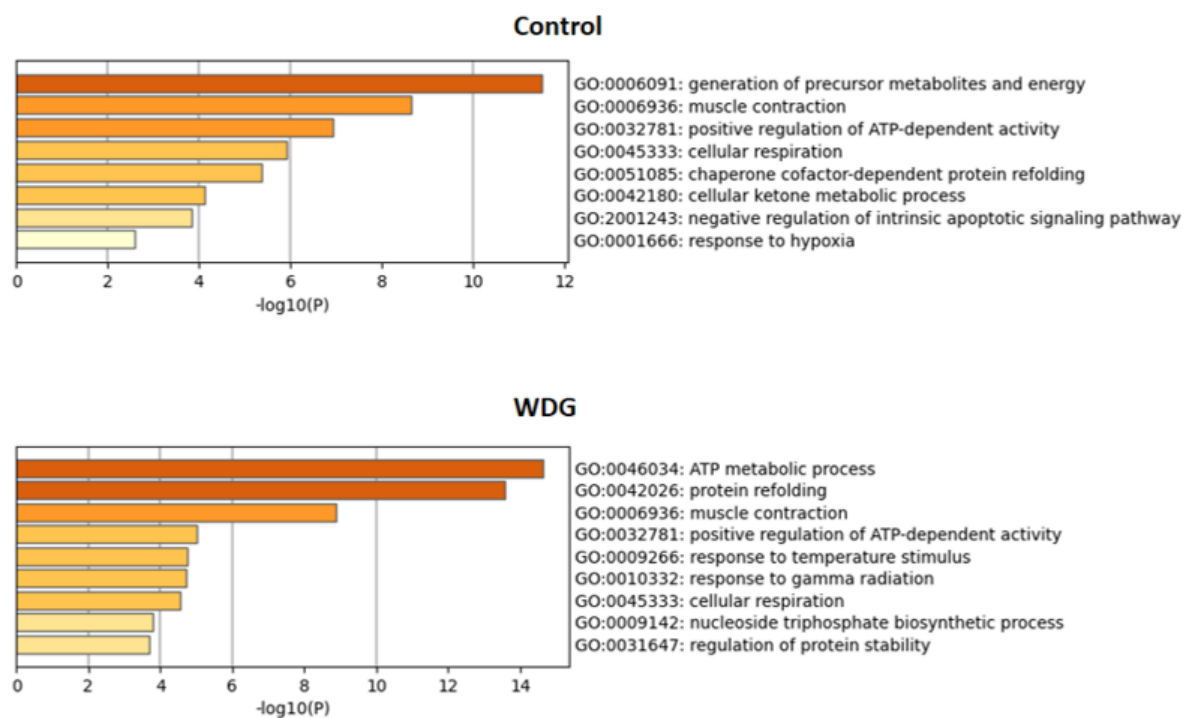 Control
GO:0006091: generation of precursor metabolites and energy
GO:0006936: muscle contraction
GO:0032781: positive regulation of ATP-dependent activity
GO:0045333: cellular respiration
GO:0051085: chaperone cofactor-dependent protein refolding
GO:0042180: cellular ketone metabolic process
GO:2001243: negative regulation of intrinsic apoptotic signaling pathway
GO:0001666: response to hypoxia
0 2 4 6 8 10 12
-log10(P)
WDG
GO:0046034: ATP metabolic process
GO:0042026: protein refolding
GO:0006936: muscle contraction
GO:0032781: positive regulation of ATP-dependent activity
GO:0009266: response to temperature stimulus
GO:0010332: response to gamma radiation
GO:0045333: cellular respiration
GO:0009142: nucleoside triphosphate biosynthetic process
GO:0031647: regulation of protein stability
0 2 4 6 8 10 12 14
-log10(P)